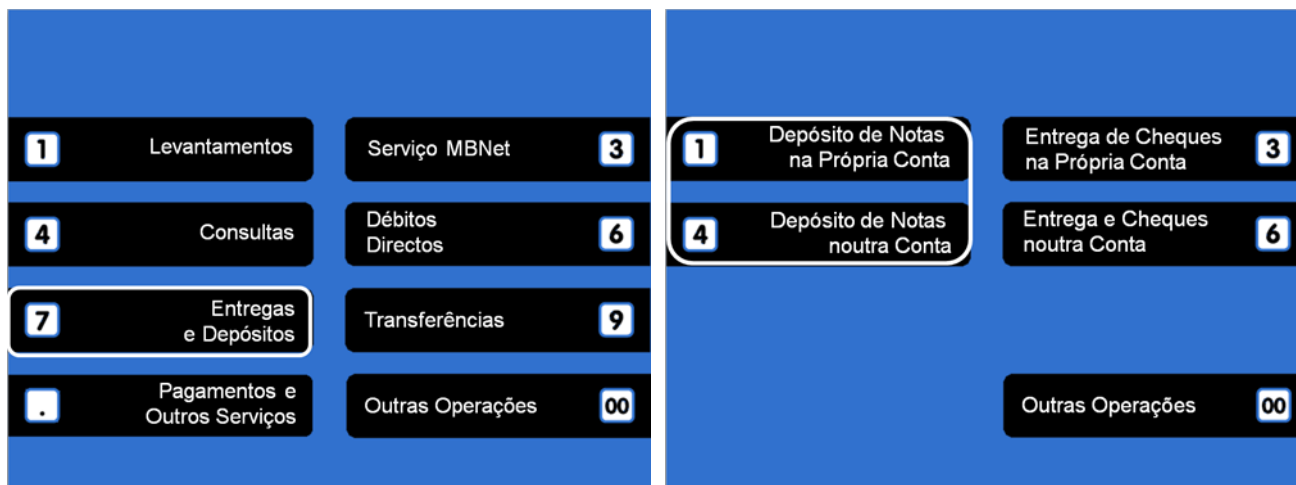 1 Levantamentos
Serviço MBNet 3
4 Consultas
Débitos
Directos 6
7 Entregas
e Depósitos
Transferências 9
. Pagamentos e
Outros Serviços
Outras Operações 00
1 Depósito de Notas
na Própria Conta
Entrega de Cheques
na Própria Conta 3
4 Depósito de Notas
noutra Conta
Entrega e Cheques
noutra Conta 6
Outras Operações 00